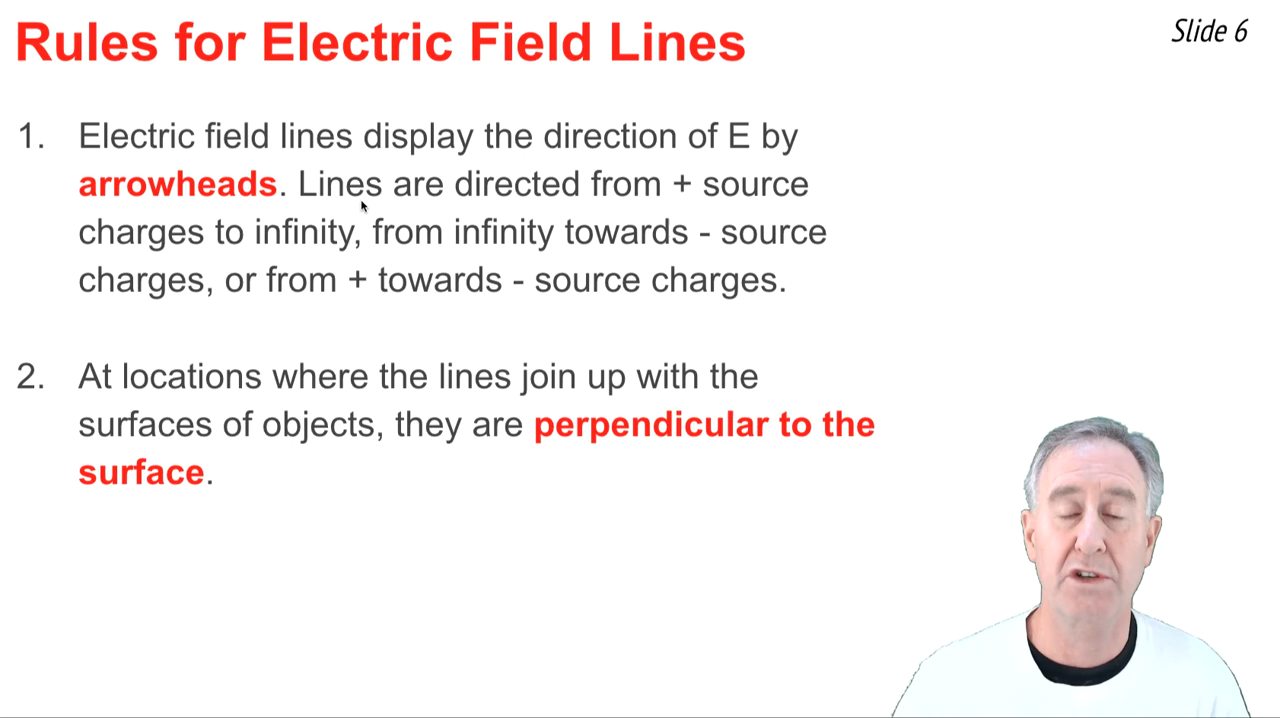 Rules for Electric Field Lines
Slide 6
1. Electric field lines display the direction of E by
arrowheads. Lines are directed from + source
charges to infinity, from infinity towards - source
charges, or from + towards - source charges.
2. At locations where the lines join up with the
surfaces of objects, they are perpendicular to the
surface.